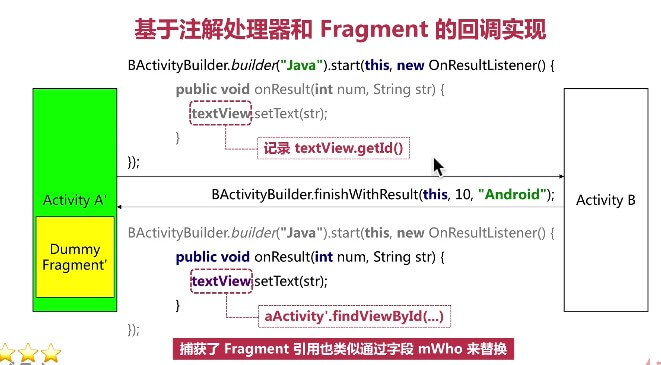 基于注解处理器和 Fragment 的回调实现
BActivityBuilder.builder("Java").start(this, new OnResultListener() {
public void onResult(int num, String str) {
textView.setText(str);
}
记录 textView.getId()
});
Activity A'
BActivityBuilder.finishWithResult(this, 10, "Android");
Activity B
Dummy
Fragment'
BActivityBuilder.builder("Java").start(this, new OnResultListener() {
public void onResult(int num, String str) {
textView.setText(str);
}
aActivity'.findViewById(...)
});
捕获了 Fragment 引用也类似通过字段 mWho 来替换